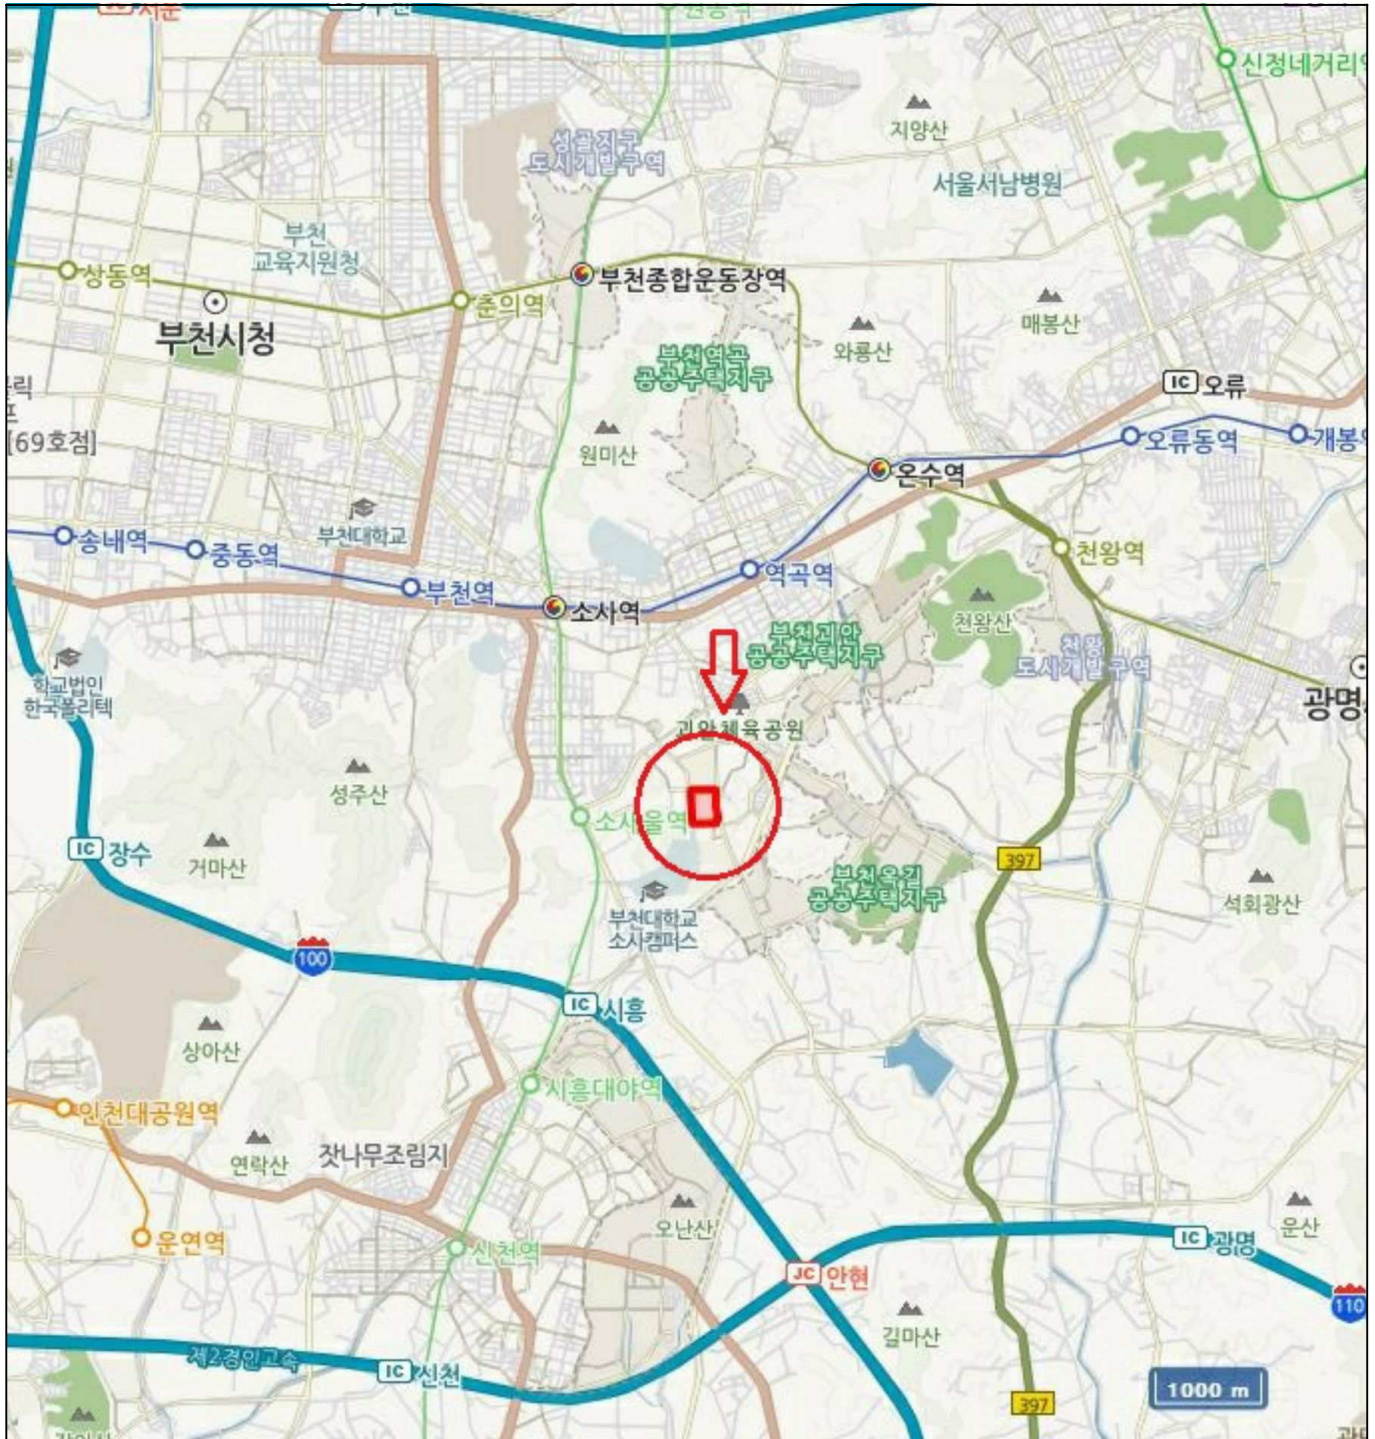 JC 서운
신정네거리
성골지구
도시개발구역
지양산
서울서남병원
부천
교육지원청
상동역
부천종합운동장역
춘의역
부천시청
매봉산
와룡산
부천역곡
공공주택지구
IC 오류
[69호점]
원미산
오류동역
개봉
온수역
부천대학교
송내역
중동역
천왕역
역곡역
부천역
소사역
천왕산
부천괴안
공공주택지구
천왕
도시개발구역
학교법인
한국폴리텍
광명
괴안체육공원
성주산
소사울역
IC 장수
거마산
397
부천옥길
공공주택지구
석회광산
부천대학교
소사캠퍼스
100
IC 시흥
상아산
시흥대야역
인천대공원역
연락산
잣나무조림지
오난산
운산
운연역
신천역
IC 광명
JC 안현
110
길마산
제2경인고속
IC 신천
1000 m
397